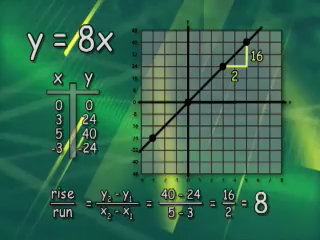 y = 8x
x y
0 0
3 24
5 40
-3 -24
16
2
rise/run = (y₂ - y₁)/(x₂ - x₁) = (40 - 24)/(5 - 3) = 16/2 = 8